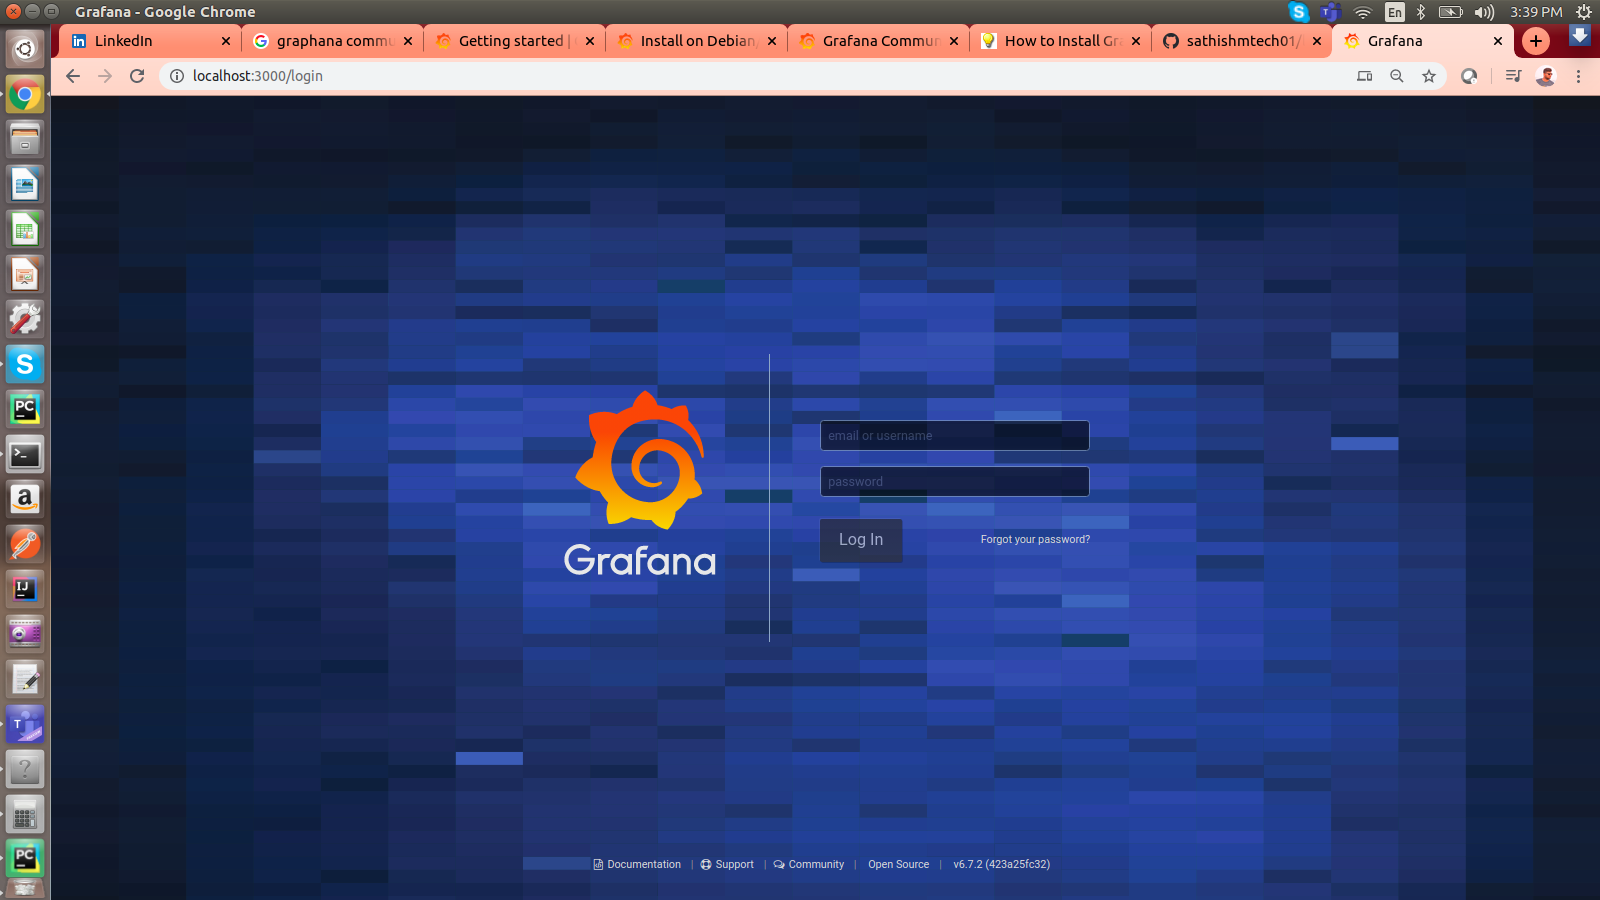 Grafana - Google Chrome
En
3:39 PM
LinkedIn
graphana commu
Getting started |
Install on Debian/
Grafana Commun
How to Install Gra
sathishmtech01/
Grafana
localhost:3000/login
Grafana
email or username
password
Log In
Forgot your password?
Documentation | Support | Community | Open Source | v6.7.2 (423a25fc32)